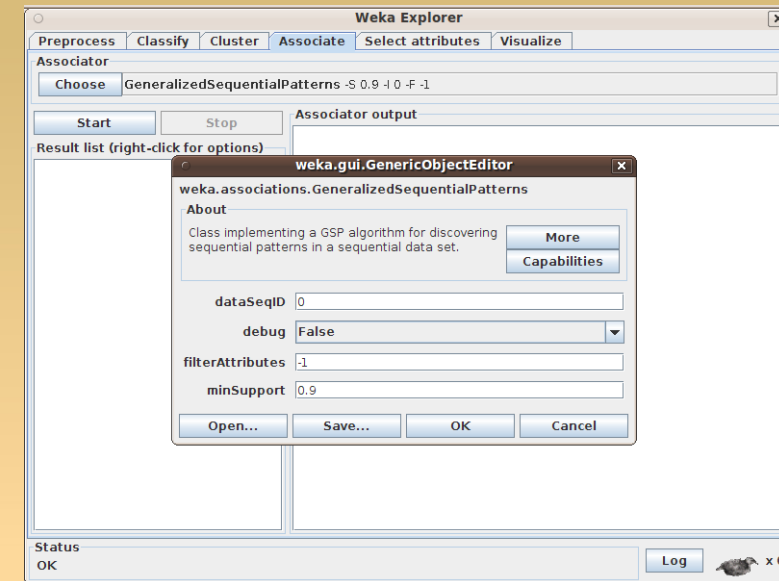 Weka Explorer
Preprocess Classify Cluster Associate Select attributes Visualize
Associator
Choose GeneralizedSequentialPatterns -S 0.9 -I 0 -F -1
Start Stop
Associator output
Result list (right-click for options)
weka.gui.GenericObjectEditor
weka.associations.GeneralizedSequentialPatterns
About
Class implementing a GSP algorithm for discovering
sequential patterns in a sequential data set.
More
Capabilities
dataSeqID 0
debug False
filterAttributes -1
minSupport 0.9
Open... Save... OK Cancel
Status
OK
Log
x